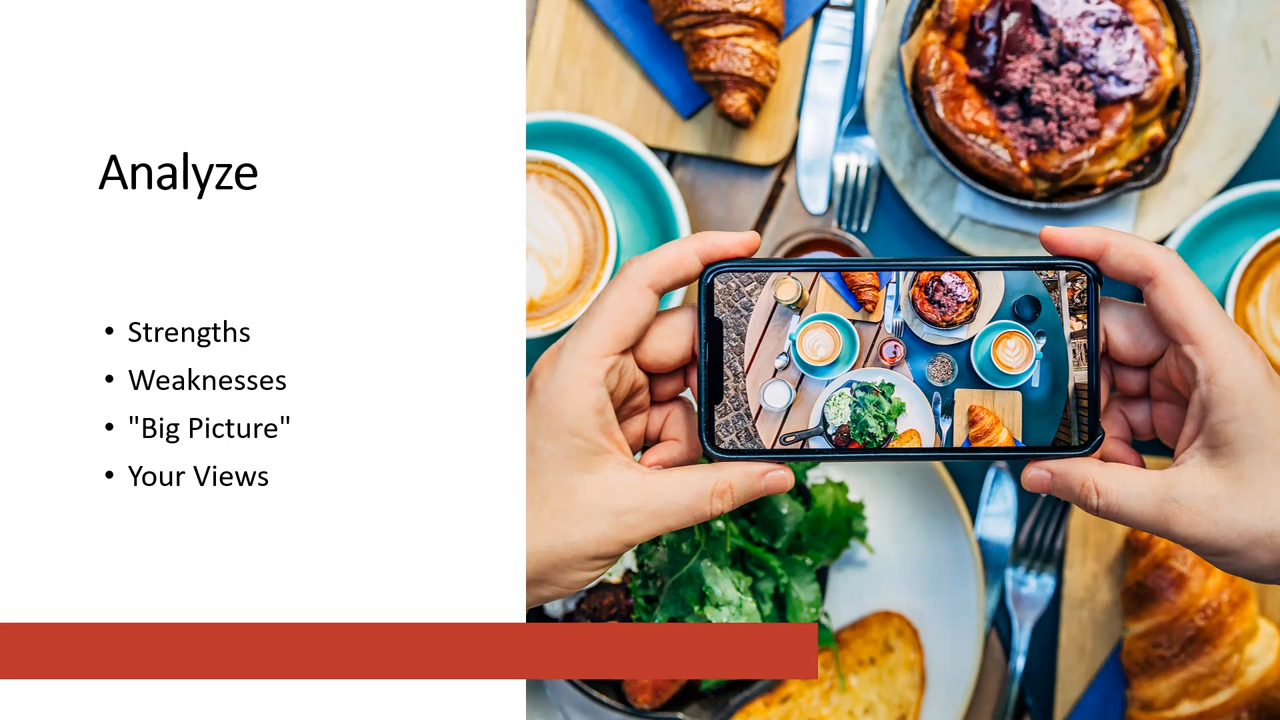 Analyze
• Strengths
• Weaknesses
• "Big Picture"
• Your Views